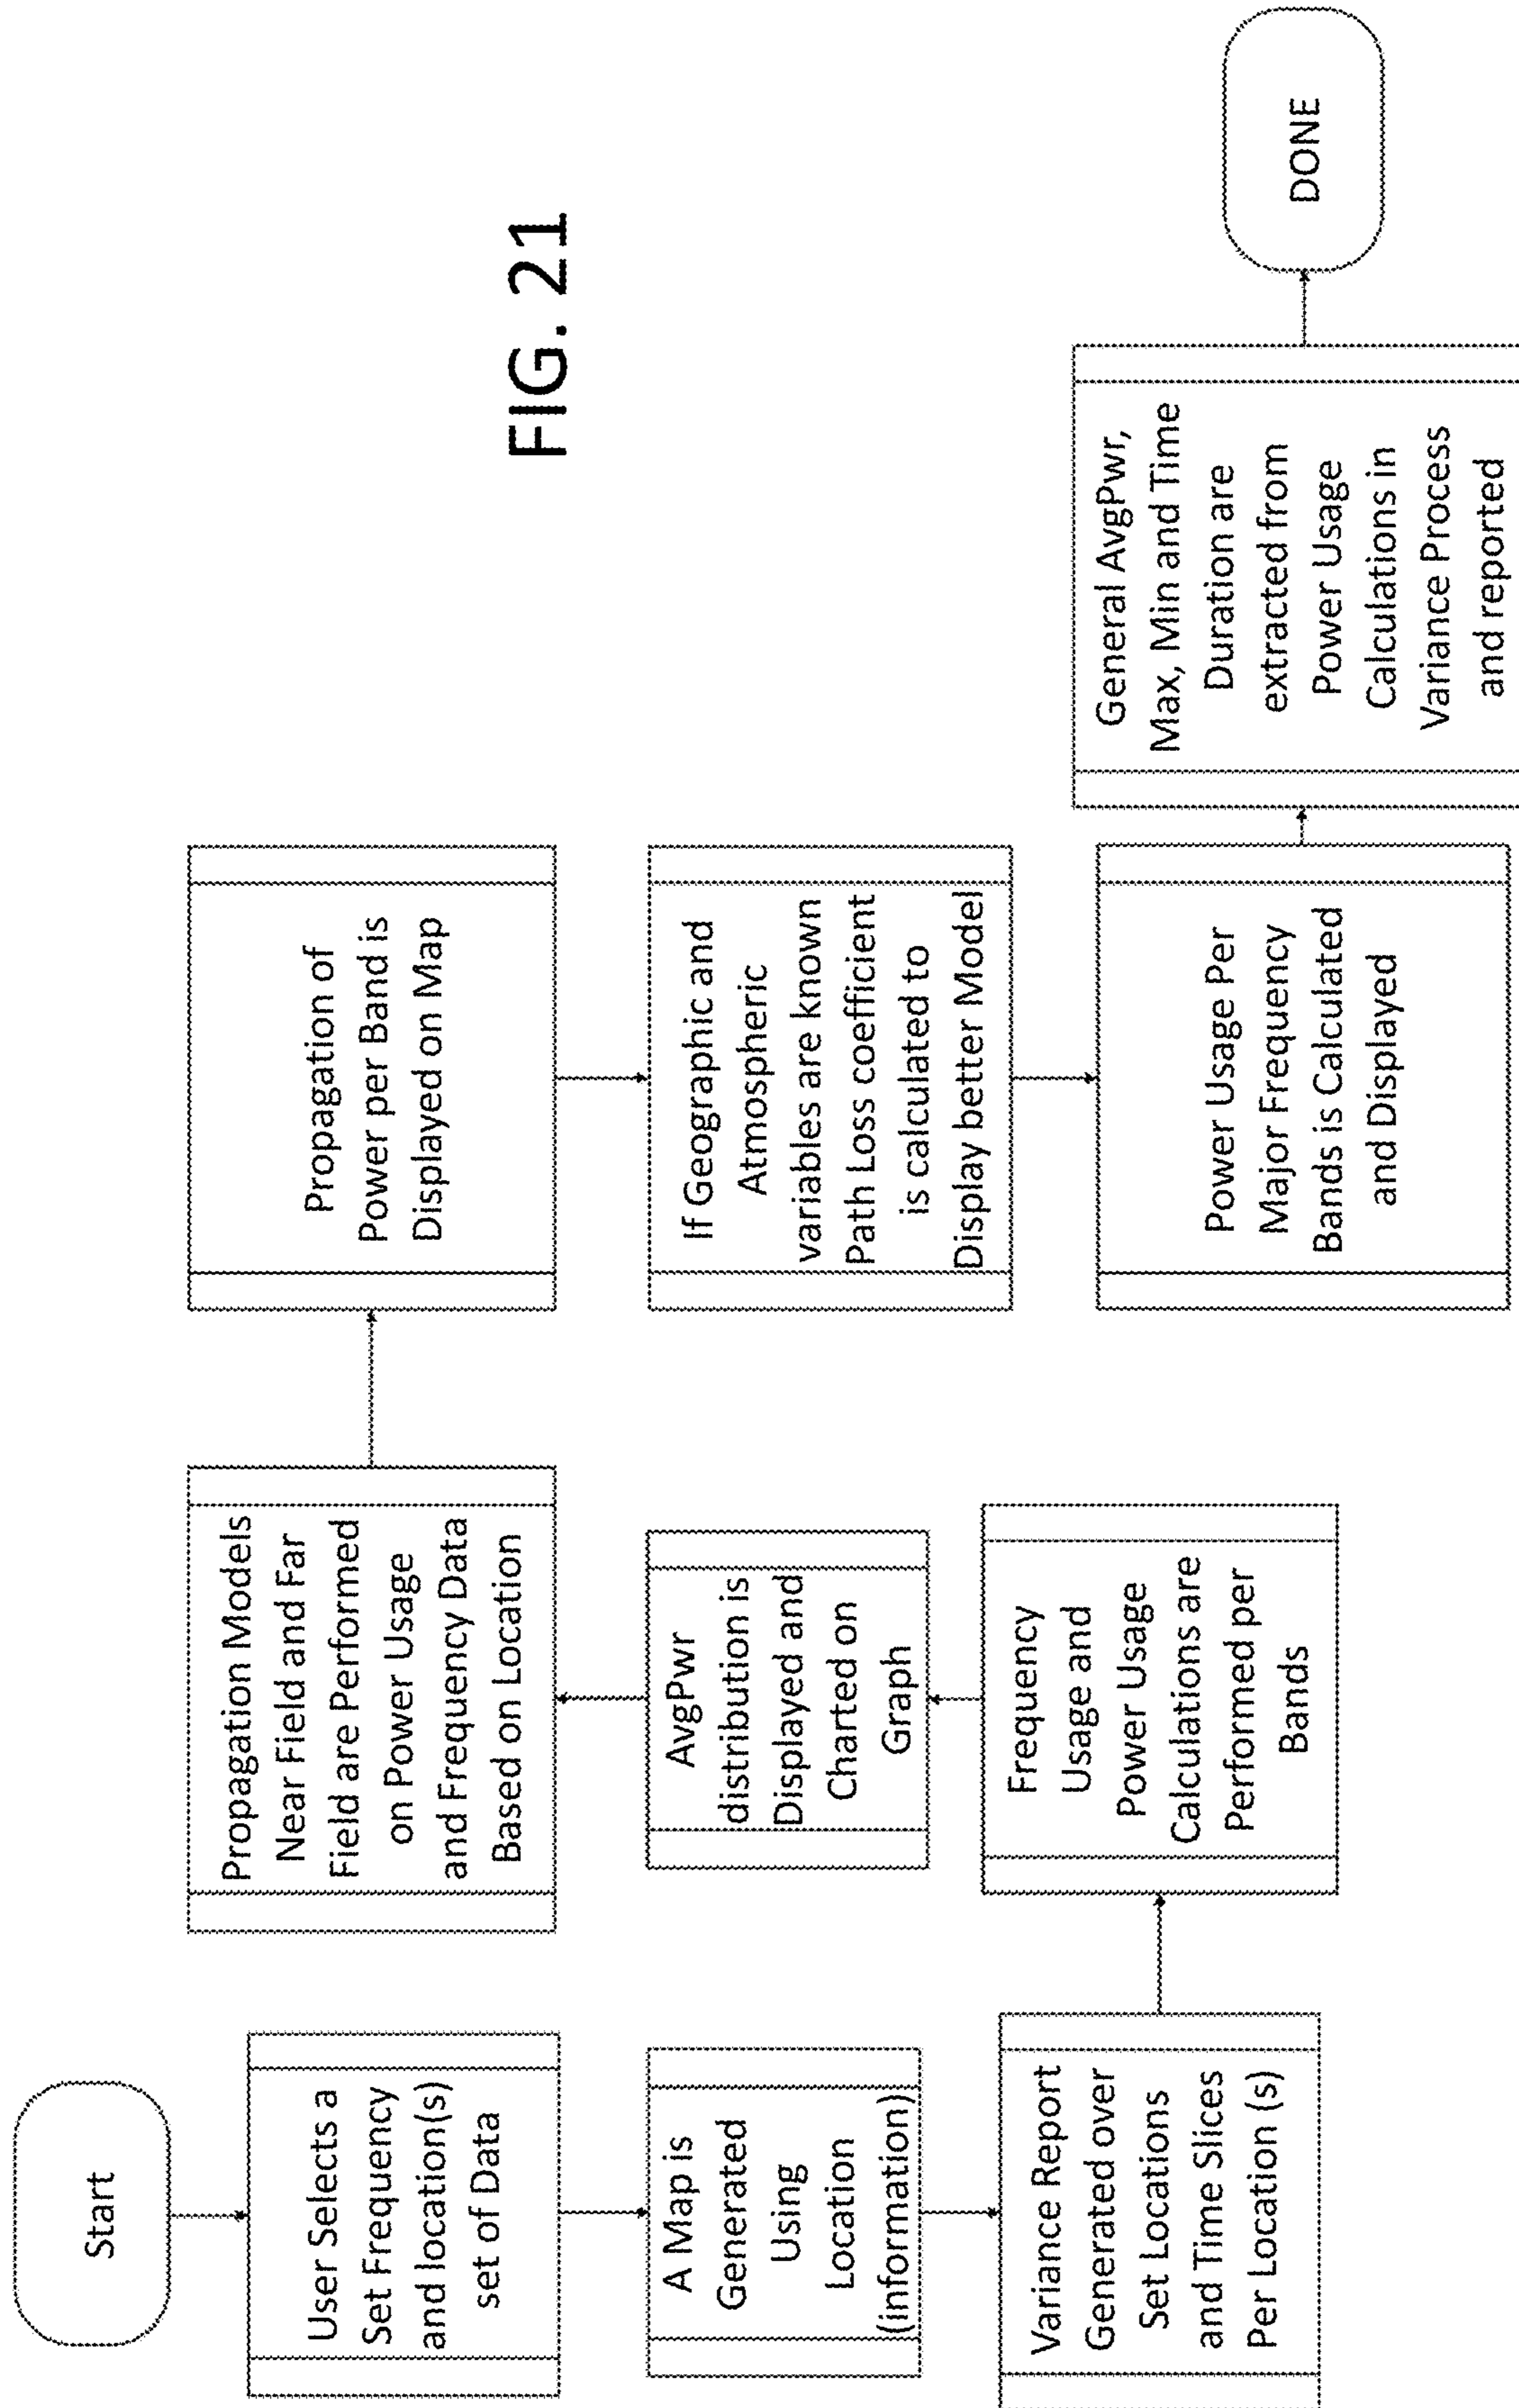 FIG. 21
Start
User Selects a
Set Frequency
and location(s)
set of Data
A Map is
Generated
Using
Location
(information)
Variance Report
Generated over
Set Locations
and Time Slices
Per Location (s)
Frequency
Usage and
Power Usage
Calculations are
Performed per
Bands
AvgPwr
distribution is
Displayed and
Charted on
Graph
Propagation Models
Near Field and Far
Field are Performed
on Power Usage
and Frequency Data
Based on Location
Propagation of
Power per Band is
Displayed on Map
If Geographic and
Atmospheric
variables are known
Path Loss coefficient
is calculated to
Display better Model
Power Usage Per
Major Frequency
Bands is Calculated
and Displayed
General AvgPwr,
Max, Min and Time
Duration are
extracted from
Power Usage
Calculations in
Variance Process
and reported
DONE